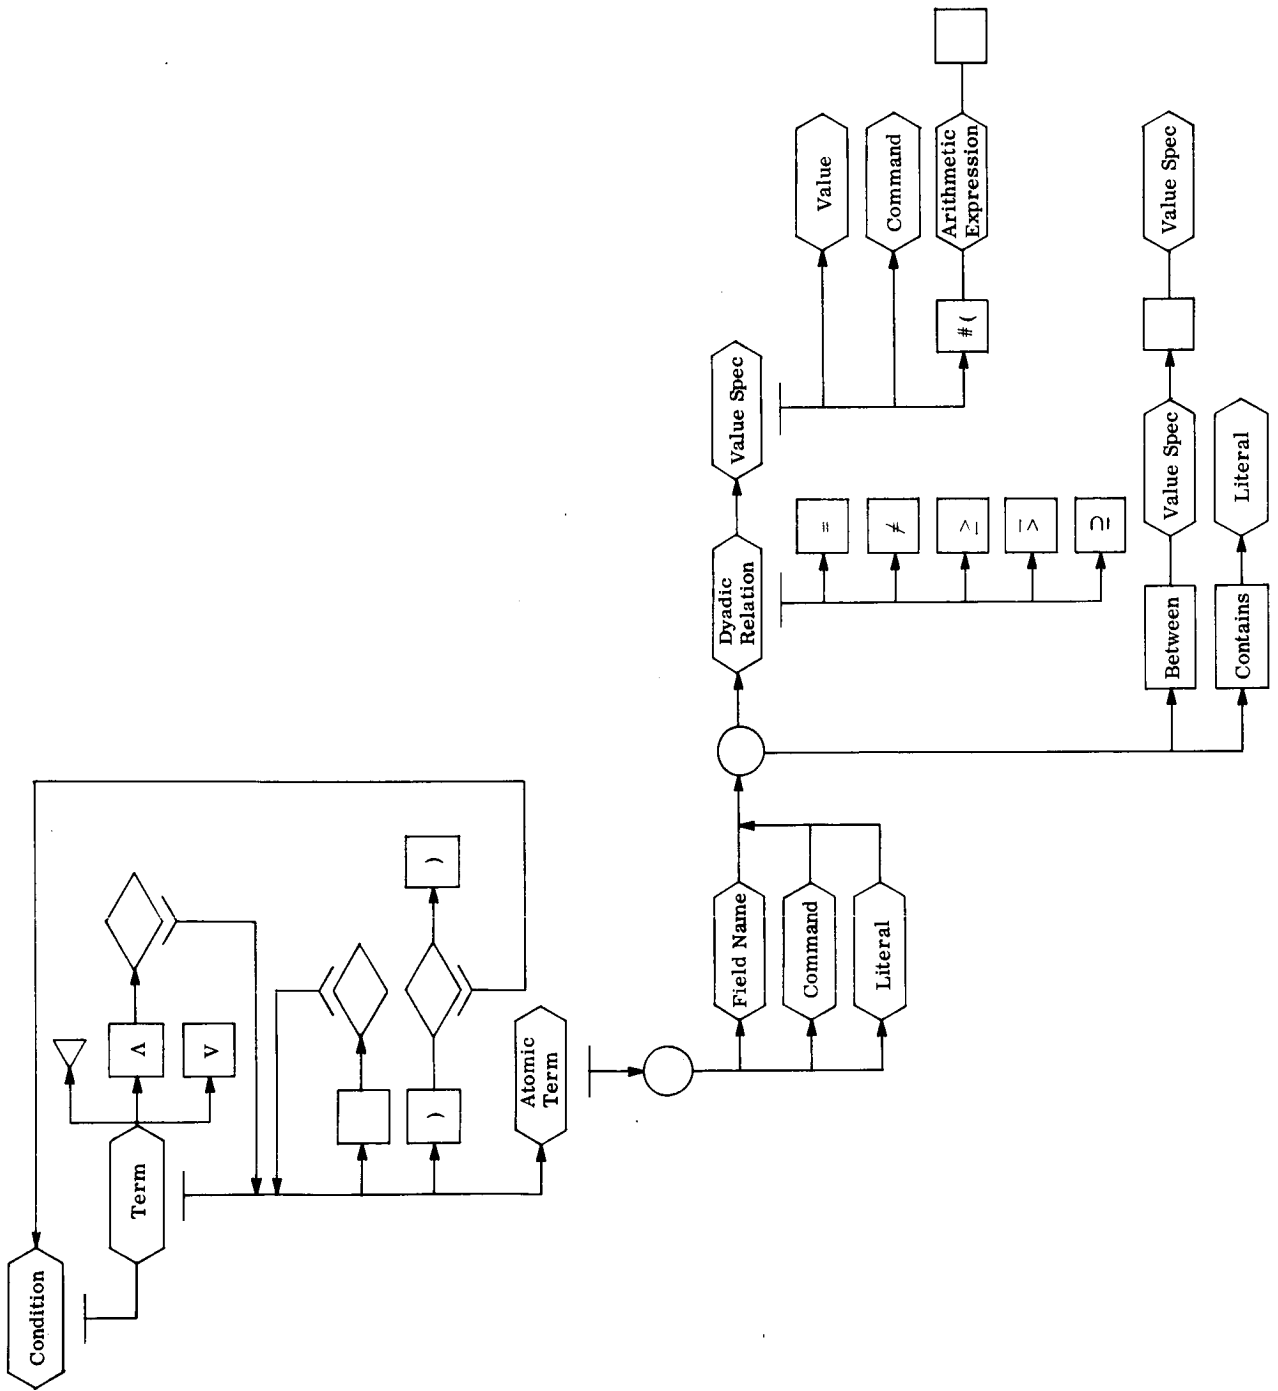 Condition
Term
Λ
V
(
)
Atomic
Term
Field Name
Command
Literal
Dyadic
Relation
Value Spec
=
≠
≥
≤
⊆
Value
Command
#(
Arithmetic
Expression
Between
Value Spec
Value Spec
Contains
Literal